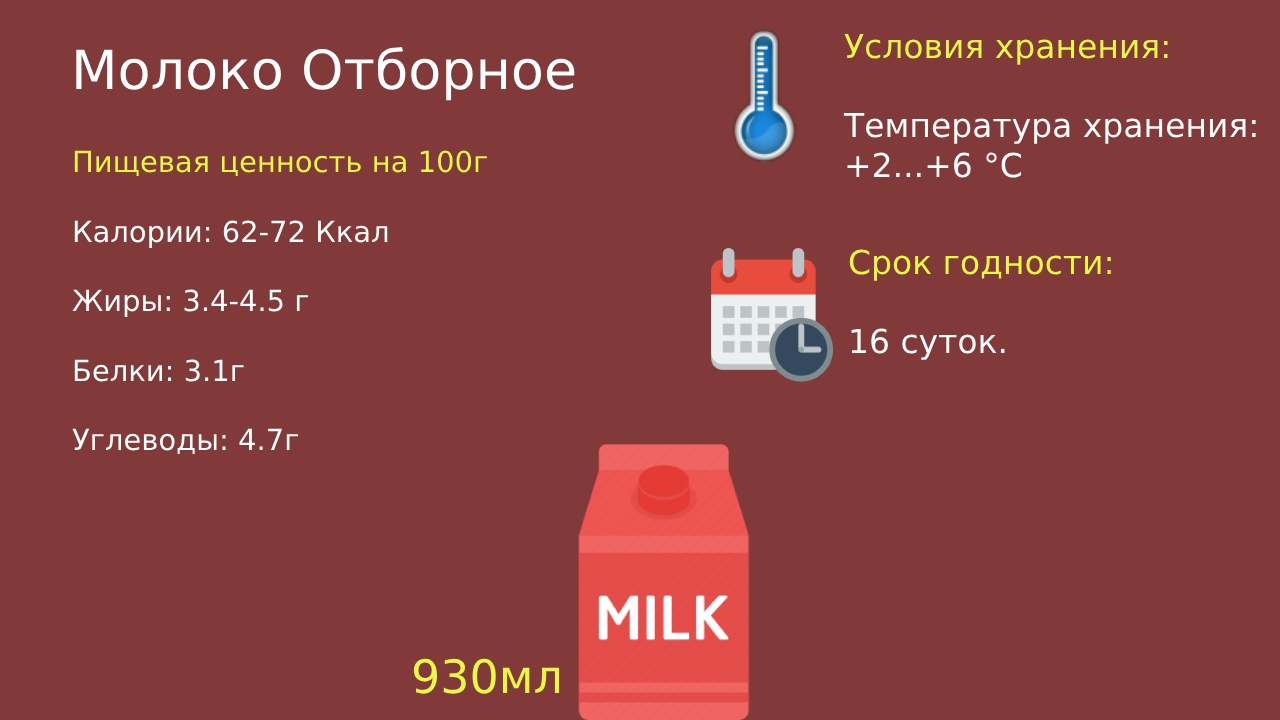 Молоко Отборное
Пищевая ценность на 100г
Калории: 62-72 Ккал
Жиры: 3.4-4.5 г
Белки: 3.1г
Углеводы: 4.7г
Условия хранения:
Температура хранения:
+2...+6 °C
Срок годности:
16 суток.
MILK
930мл